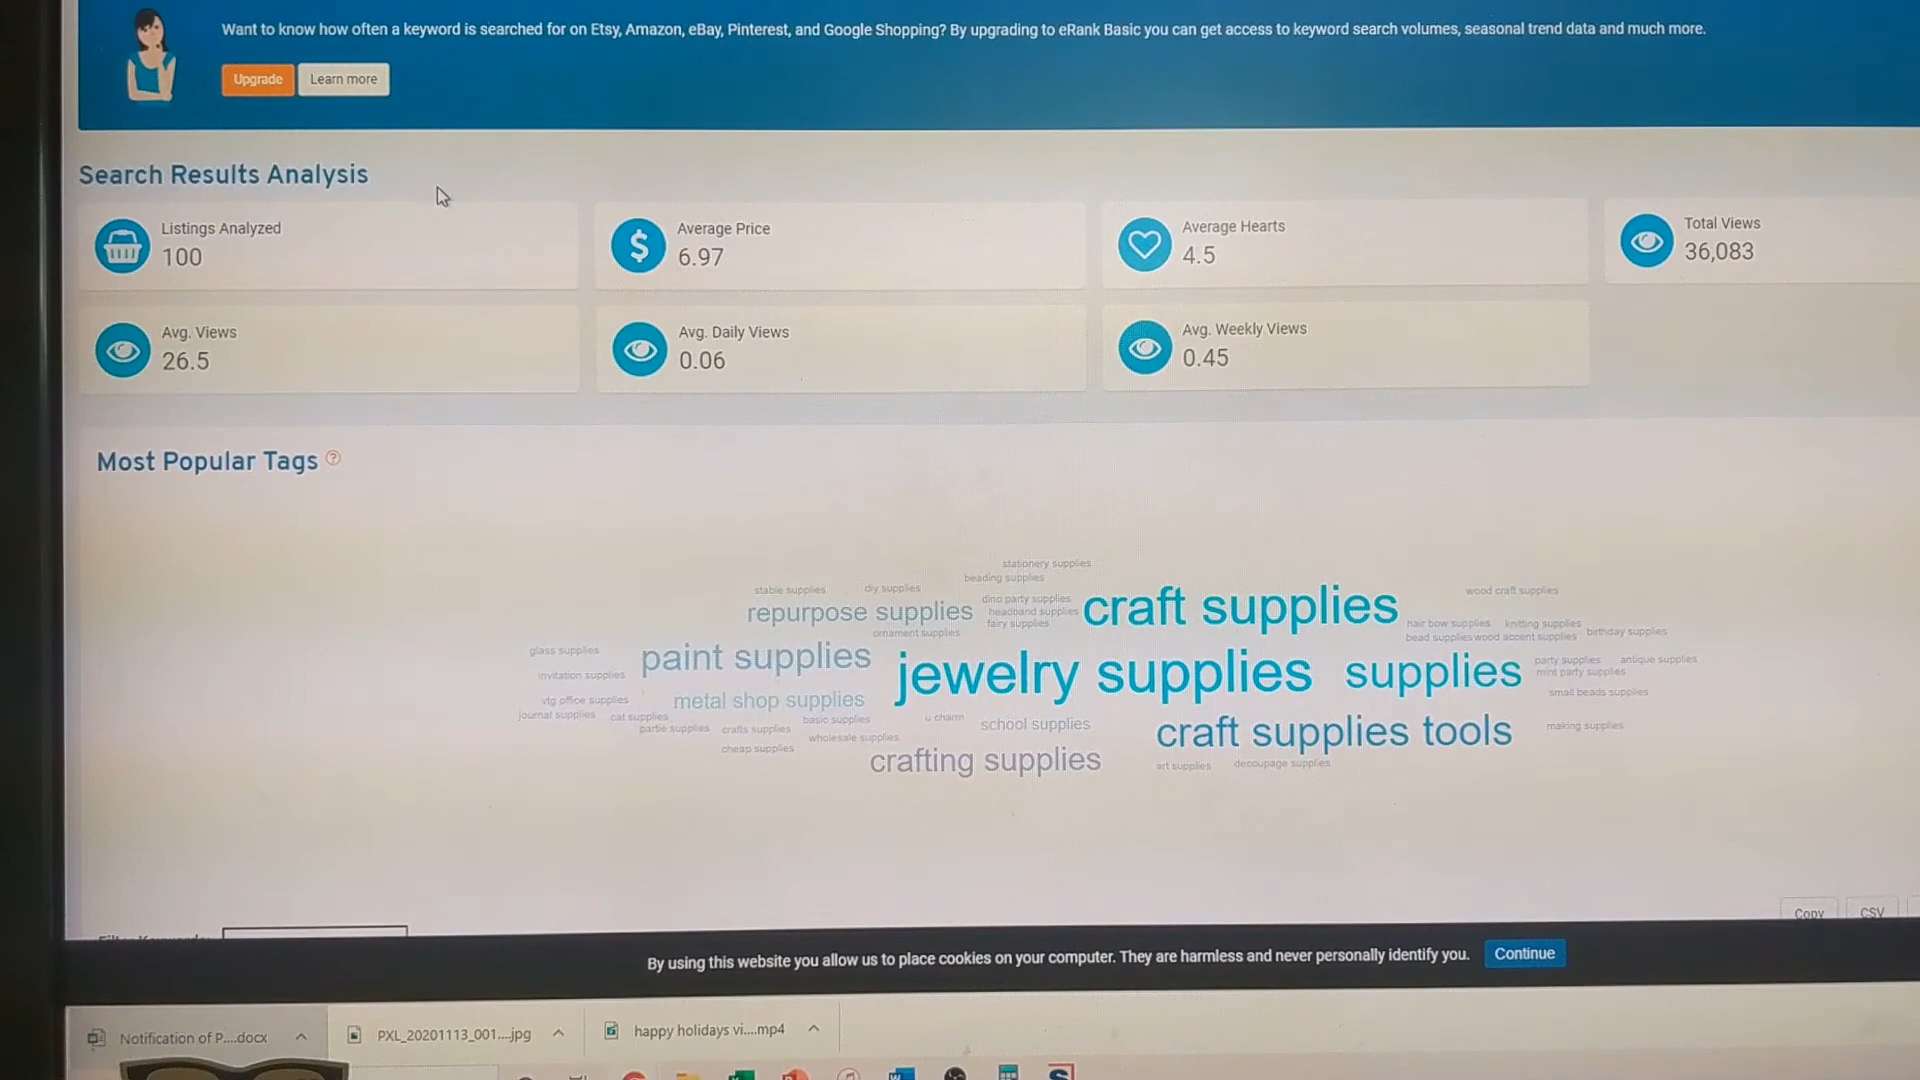 Want to know how often a keyword is searched for on Etsy, Amazon, eBay, Pinterest, and Google Shopping? By upgrading to eRank Basic you can get access to keyword search volumes, seasonal trend data and much more.
Upgrade Learn more
Search Results Analysis
Listings Analyzed
100
Average Price
6.97
Average Hearts
4.5
Total Views
36,083
Avg. Views
26.5
Avg. Daily Views
0.06
Avg. Weekly Views
0.45
Most Popular Tags
stationery supplies
beading supplies
stable supplies
diy supplies
wood craft supplies
dino party supplies
craft supplies
repurpose supplies
headband supplies
fairy supplies
hair bow supplies
knitting supplies
ornament supplies
bead supplies
wood accent supplies
birthday supplies
glass supplies
paint supplies
jewelry supplies
supplies
party supplies
antique supplies
invitation supplies
mint party supplies
vtg office supplies
metal shop supplies
small beads supplies
journal supplies
cat supplies
basic supplies
u charm
school supplies
craft supplies tools
making supplies
partie supplies
crafts supplies
wholesale supplies
cheap supplies
crafting supplies
art supplies
decoupage supplies
Copy CSV
By using this website you allow us to place cookies on your computer. They are harmless and never personally identify you. Continue
Notification of P....docx
PXL_20201113_001....jpg
happy holidays vi....mp4